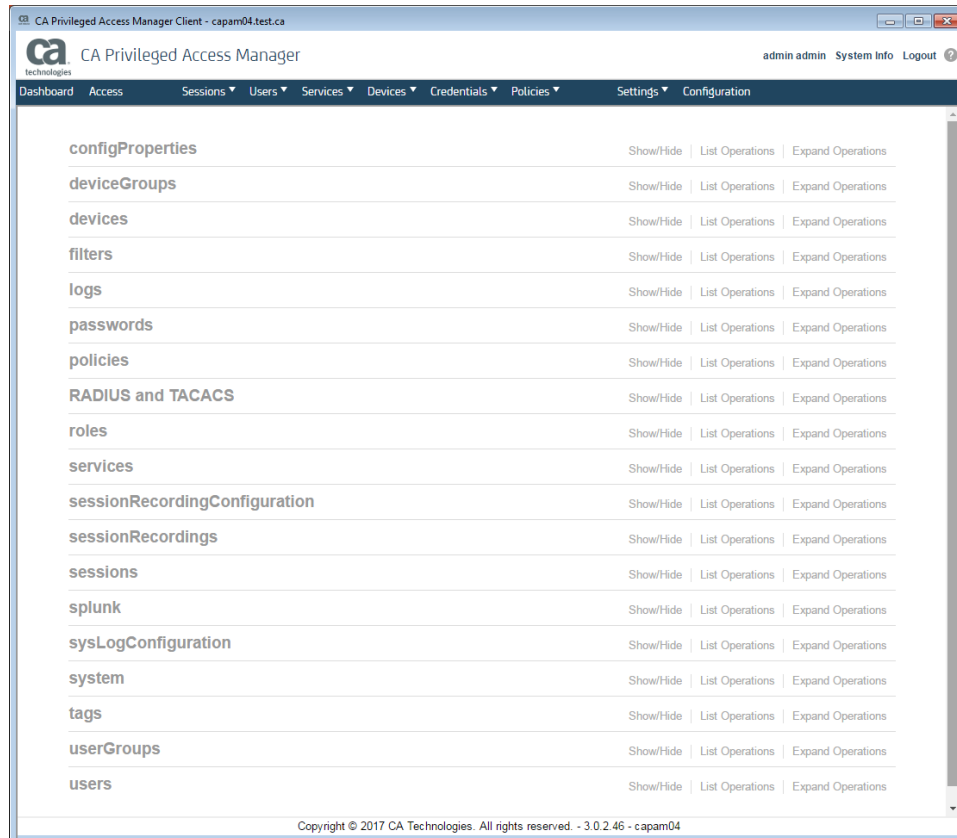 CA Privileged Access Manager Client - capam04.test.ca
ca technologies CA Privileged Access Manager admin admin System Info Logout ?
Dashboard Access Sessions Users Services Devices Credentials Policies Settings Configuration
configProperties Show/Hide List Operations Expand Operations
deviceGroups Show/Hide List Operations Expand Operations
devices Show/Hide List Operations Expand Operations
filters Show/Hide List Operations Expand Operations
logs Show/Hide List Operations Expand Operations
passwords Show/Hide List Operations Expand Operations
policies Show/Hide List Operations Expand Operations
RADIUS and TACACS Show/Hide List Operations Expand Operations
roles Show/Hide List Operations Expand Operations
services Show/Hide List Operations Expand Operations
sessionRecordingConfiguration Show/Hide List Operations Expand Operations
sessionRecordings Show/Hide List Operations Expand Operations
sessions Show/Hide List Operations Expand Operations
splunk Show/Hide List Operations Expand Operations
sysLogConfiguration Show/Hide List Operations Expand Operations
system Show/Hide List Operations Expand Operations
tags Show/Hide List Operations Expand Operations
userGroups Show/Hide List Operations Expand Operations
users Show/Hide List Operations Expand Operations
Copyright © 2017 CA Technologies. All rights reserved. - 3.0.2.46 - capam04